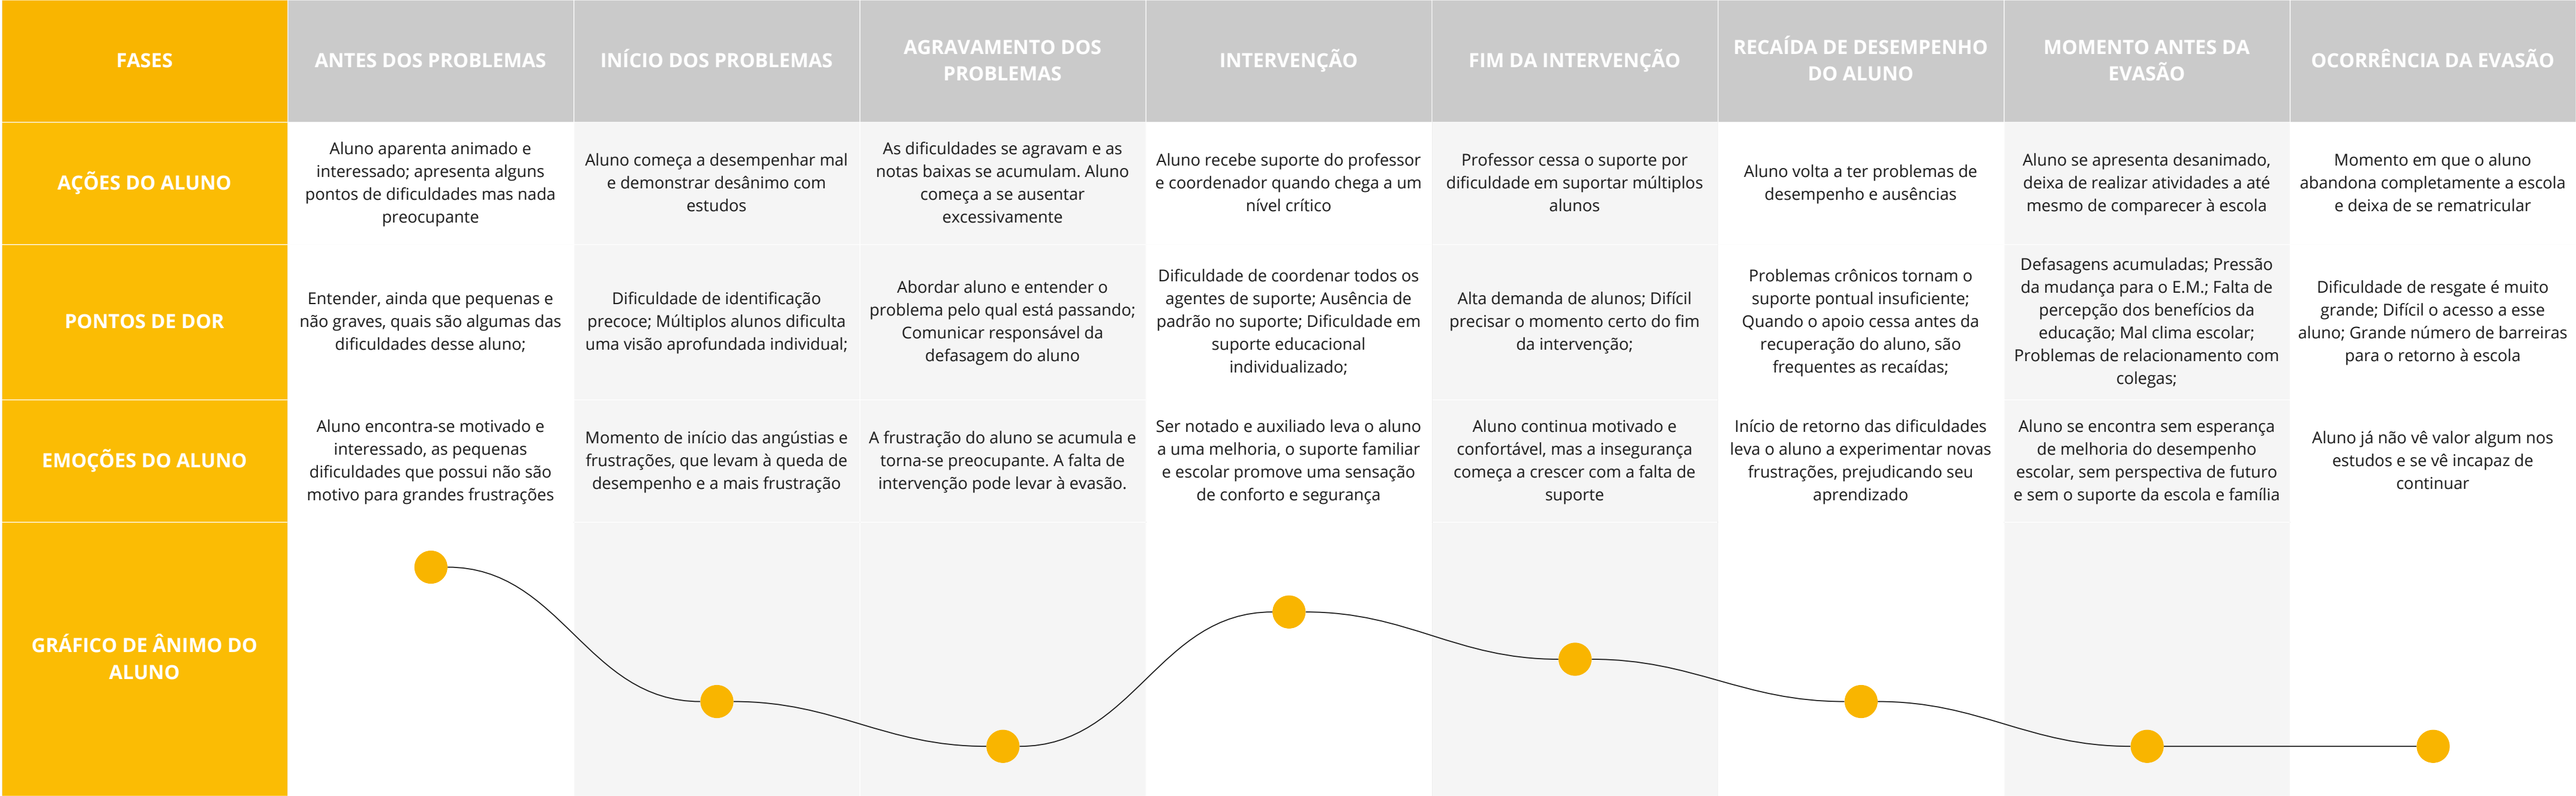 FASES
ANTES DOS PROBLEMAS
INÍCIO DOS PROBLEMAS
AGRAVAMENTO DOS
PROBLEMAS
INTERVENÇÃO
FIM DA INTERVENÇÃO
RECAÍDA DE DESEMPENHO
DO ALUNO
MOMENTO ANTES DA
EVASÃO
OCORRÊNCIA DA EVASÃO
AÇÕES DO ALUNO
Aluno aparenta animado e
interessado; apresenta alguns
pontos de dificuldades mas nada
preocupante
Aluno começa a desempenhar mal
e demonstrar desânimo com
estudos
As dificuldades se agravam e as
notas baixas se acumulam. Aluno
começa a se ausentar
excessivamente
Aluno recebe suporte do professor
e coordenador quando chega a um
nível crítico
Professor cessa o suporte por
dificuldade em suportar múltiplos
alunos
Aluno volta a ter problemas de
desempenho e ausências
Aluno se apresenta desanimado,
deixa de realizar atividades a até
mesmo de comparecer à escola
Momento em que o aluno
abandona completamente a escola
e deixa de se rematricular
PONTOS DE DOR
Entender, ainda que pequenas e
não graves, quais são algumas das
dificuldades desse aluno;
Dificuldade de identificação
precoce; Múltiplos alunos dificulta
uma visão aprofundada individual;
Abordar aluno e entender o
problema pelo qual está passando;
Comunicar responsável da
defasagem do aluno
Dificuldade de coordenar todos os
agentes de suporte; Ausência de
padrão no suporte; Dificuldade em
suporte educacional
individualizado;
Alta demanda de alunos; Difícil
precisar o momento certo do fim
da intervenção;
Problemas crônicos tornam o
suporte pontual insuficiente;
Quando o apoio cessa antes da
recuperação do aluno, são
frequentes as recaídas;
Defasagens acumuladas; Pressão
da mudança para o E.M.; Falta de
percepção dos benefícios da
educação; Mal clima escolar;
Problemas de relacionamento com
colegas;
Dificuldade de resgate é muito
grande; Difícil o acesso a esse
aluno; Grande número de barreiras
para o retorno à escola
EMOÇÕES DO ALUNO
Aluno encontra-se motivado e
interessado, as pequenas
dificuldades que possui não são
motivo para grandes frustrações
Momento de início das angústias e
frustrações, que levam à queda de
desempenho e a mais frustração
A frustração do aluno se acumula e
torna-se preocupante. A falta de
intervenção pode levar à evasão.
Ser notado e auxiliado leva o aluno
a uma melhoria, o suporte familiar
e escolar promove uma sensação
de conforto e segurança
Aluno continua motivado e
confortável, mas a insegurança
começa a crescer com a falta de
suporte
Início de retorno das dificuldades
leva o aluno a experimentar novas
frustrações, prejudicando seu
aprendizado
Aluno se encontra sem esperança
de melhoria do desempenho
escolar, sem perspectiva de futuro
e sem o suporte da escola e família
Aluno já não vê valor algum nos
estudos e se vê incapaz de
continuar
GRÁFICO DE ÂNIMO DO
ALUNO